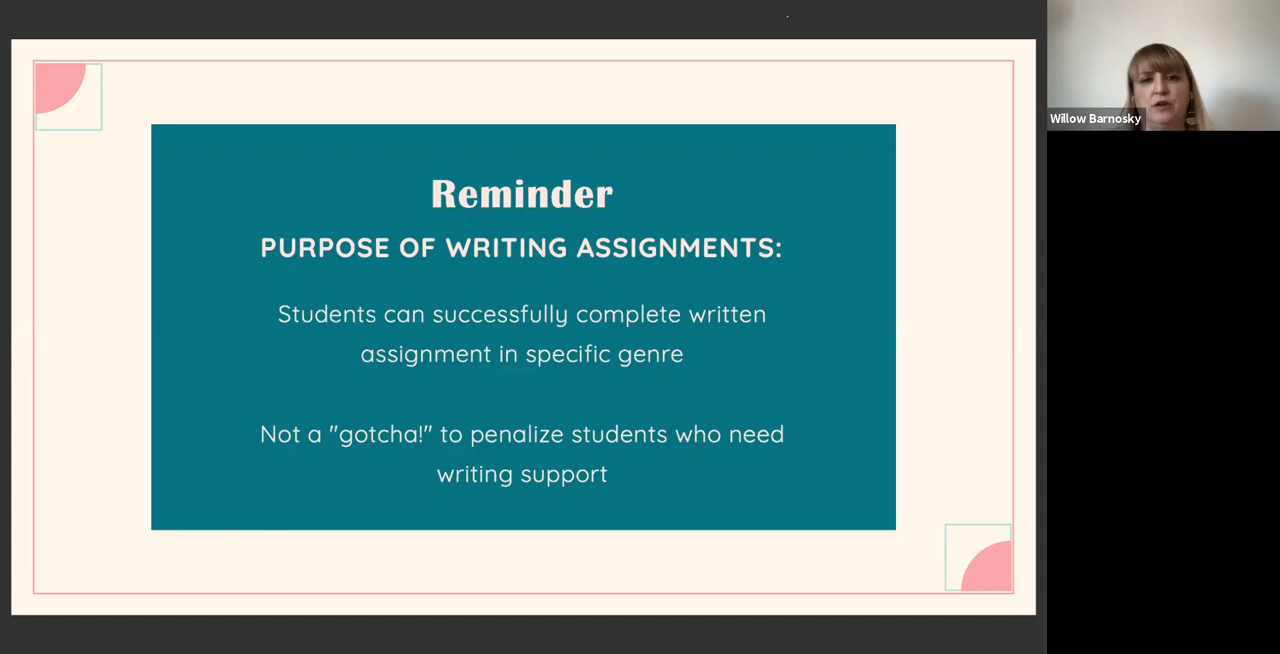 Reminder
PURPOSE OF WRITING ASSIGNMENTS:
Students can successfully complete written
assignment in specific genre
Not a "gotcha!" to penalize students who need
writing support
Willow Barnosky